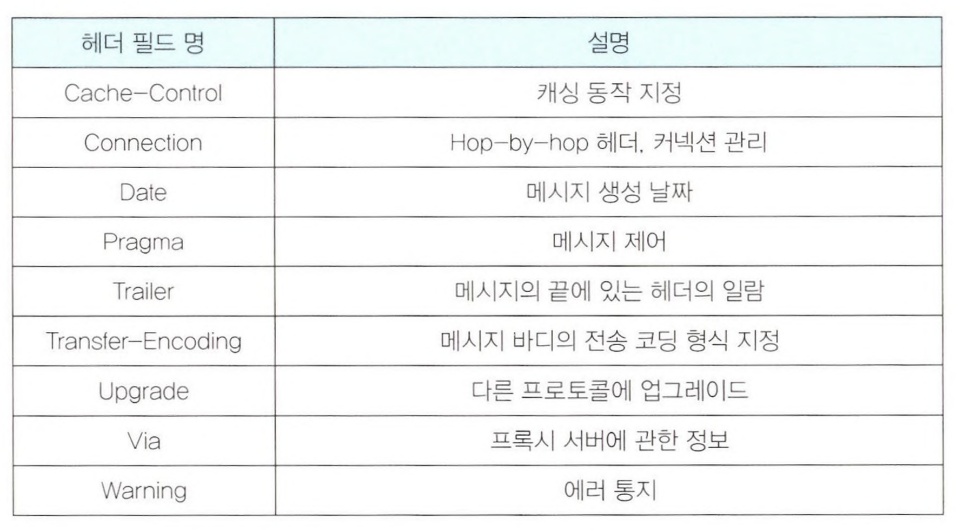 헤더 필드 명 설명
Cache-Control 캐싱 동작 지정
Connection Hop-by-hop 헤더, 커넥션 관리
Date 메시지 생성 날짜
Pragma 메시지 제어
Trailer 메시지의 끝에 있는 헤더의 일람
Transfer-Encoding 메시지 바디의 전송 코딩 형식 지정
Upgrade 다른 프로토콜에 업그레이드
Via 프록시 서버에 관한 정보
Warning 에러 통지